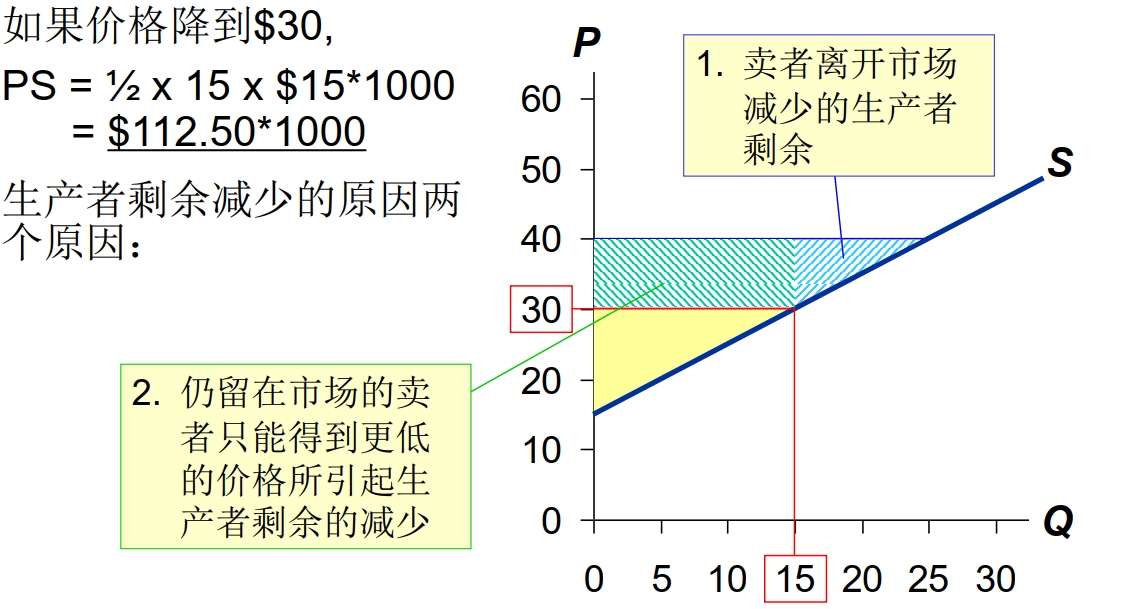 如果价格降到$30,
PS = ½ x 15 x $15*1000
= $112.50*1000
生产者剩余减少的原因两
个原因：
P
1. 卖者离开市场
减少的生产者
剩余
S
60
50
40
30
20
10
0
2. 仍留在市场的卖
者只能得到更低
的价格所引起生
产者剩余的减少
Q
0 5 10 15 20 25 30